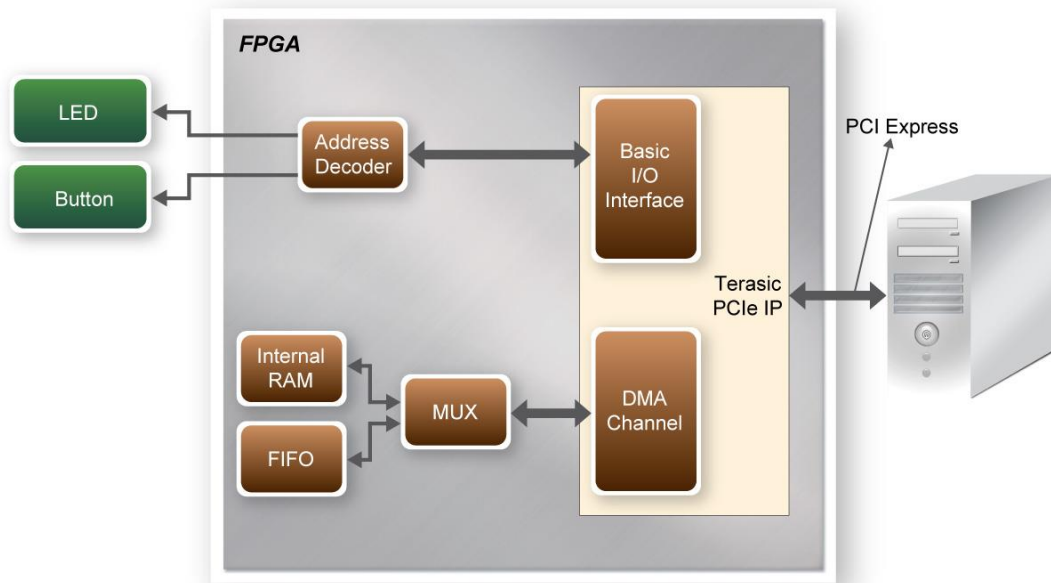 FPGA
LED
Button
Address
Decoder
Basic
I/O
Interface
PCI Express
Terasic
PCIe IP
Internal
RAM
FIFO
MUX
DMA
Channel